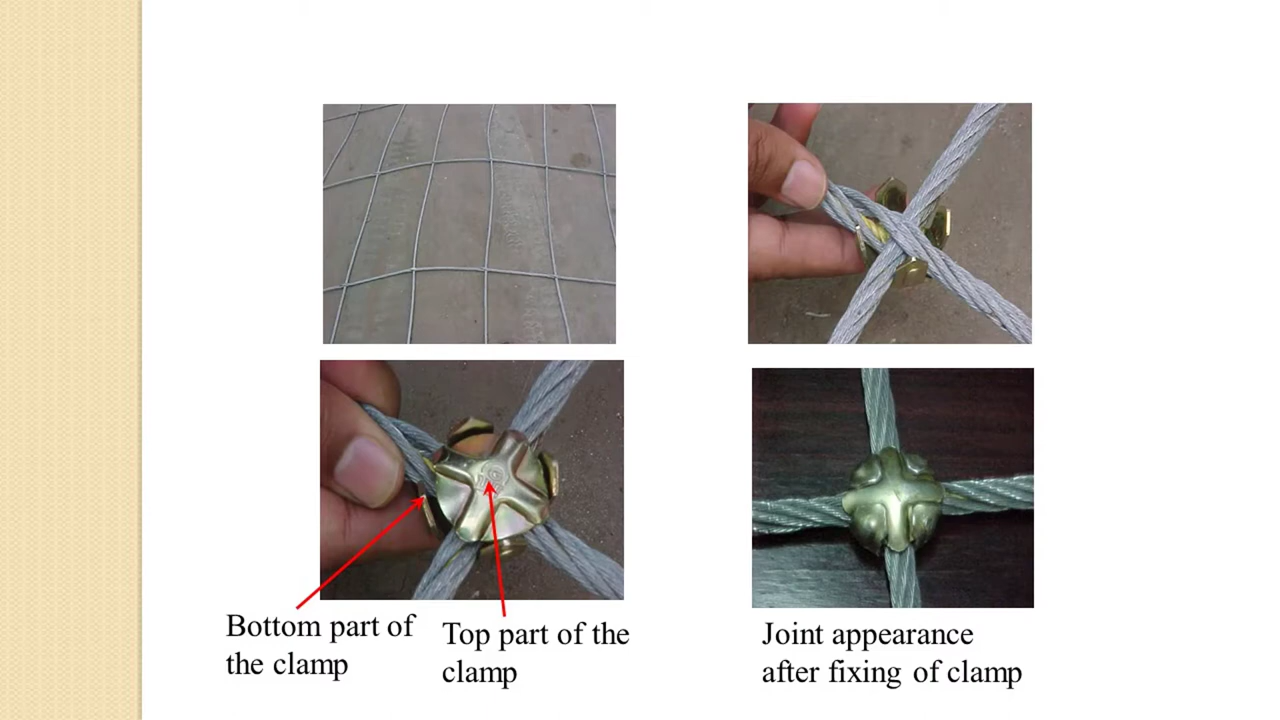 Bottom part of
the clamp
Top part of the
clamp
Joint appearance
after fixing of clamp